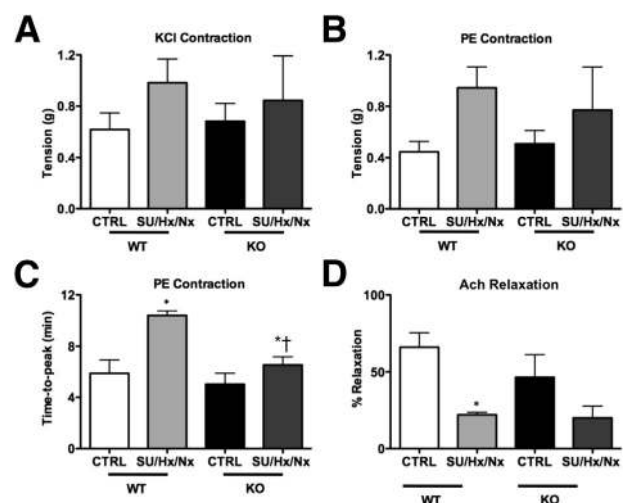 A
KCl Contraction
Tension (g)
1.2
0.8
0.4
0.0
CTRL SU/Hx/Nx CTRL SU/Hx/Nx
WT KO
B
PE Contraction
Tension (g)
1.2
0.8
0.4
0.0
CTRL SU/Hx/Nx CTRL SU/Hx/Nx
WT KO
C
PE Contraction
Time-to-peak (min)
12
8
4
0
*
*†
CTRL SU/Hx/Nx CTRL SU/Hx/Nx
WT KO
D
Ach Relaxation
% Relaxation
100
50
0
*
CTRL SU/Hx/Nx CTRL SU/Hx/Nx
WT KO